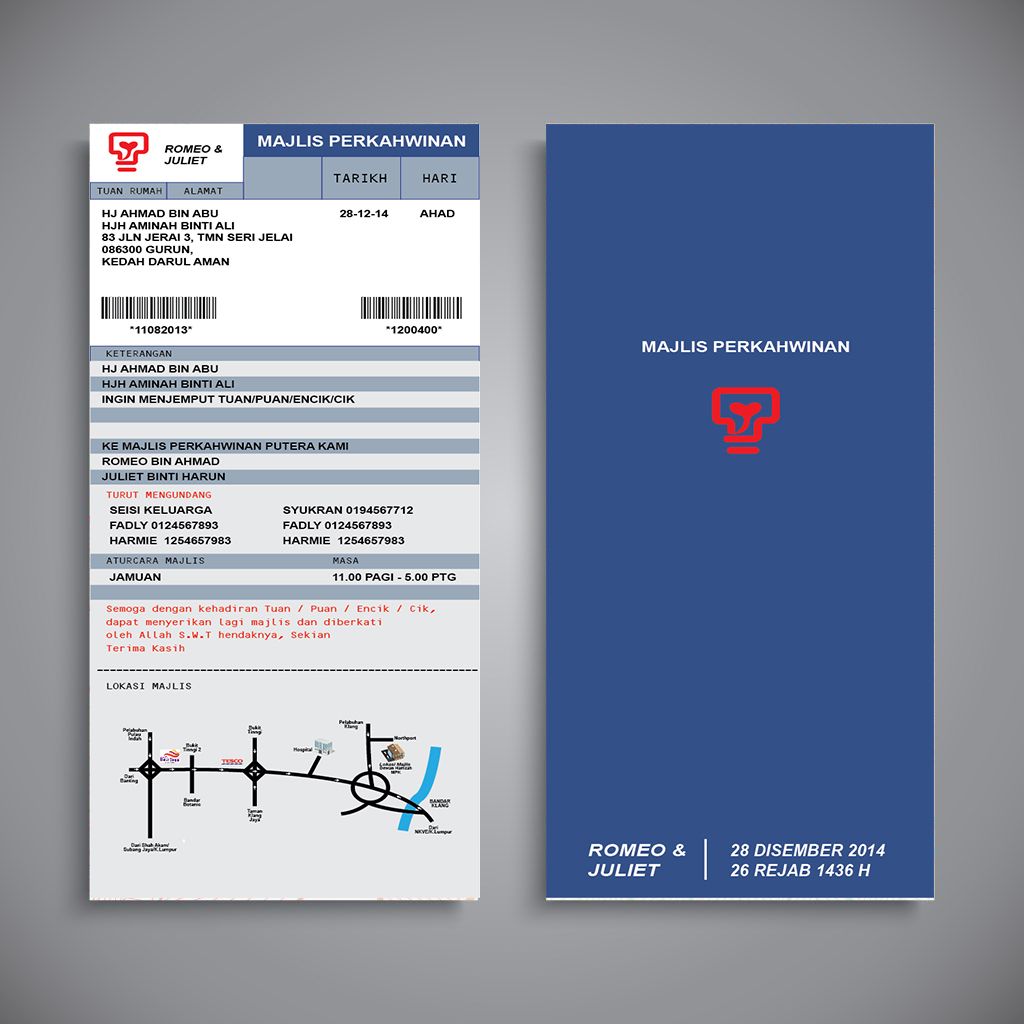 ROMEO &
JULIET
MAJLIS PERKAHWINAN
TARIKH HARI
TUAN RUMAH ALAMAT
HJ AHMAD BIN ABU
HJH AMINAH BINTI ALI
83 JLN JERAI 3, TMN SERI JELAI
086300 GURUN,
KEDAH DARUL AMAN
28-12-14 AHAD
*11082013* *1200400*
KETERANGAN
HJ AHMAD BIN ABU
HJH AMINAH BINTI ALI
INGIN MENJEMPUT TUAN/PUAN/ENCIK/CIK
KE MAJLIS PERKAHWINAN PUTERA KAMI
ROMEO BIN AHMAD
JULIET BINTI HARUN
TURUT MENGUNDANG
SEISI KELUARGA SYUKRAN 0194567712
FADLY 0124567893 FADLY 0124567893
HARMIE 1254657983 HARMIE 1254657983
ATURCARA MAJLIS MASA
JAMUAN 11.00 PAGI - 5.00 PTG
Semoga dengan kehadiran Tuan / Puan / Encik / Cik,
dapat menyerikan lagi majlis dan diberkati
oleh Allah S.W.T hendaknya, Sekian
Terima Kasih
LOKASI MAJLIS
Pelabuhan
Pulau
Indah
Bukit
Tinggi 2
TESCO
Bukit
Tinngi
Hospital
Pelabuhan
Klang
Northport
Lokasi Majlis
Dewan Hamzah
MPK
Dari
Banting
Bandar
Botanic
Taman
Klang
Jaya
BANDAR
KLANG
Dari
NKVE/K.Lumpur
Dari Shah Alam/
Subang Jaya/K.Lumpur
MAJLIS PERKAHWINAN
ROMEO &
JULIET
28 DISEMBER 2014
26 REJAB 1436 H